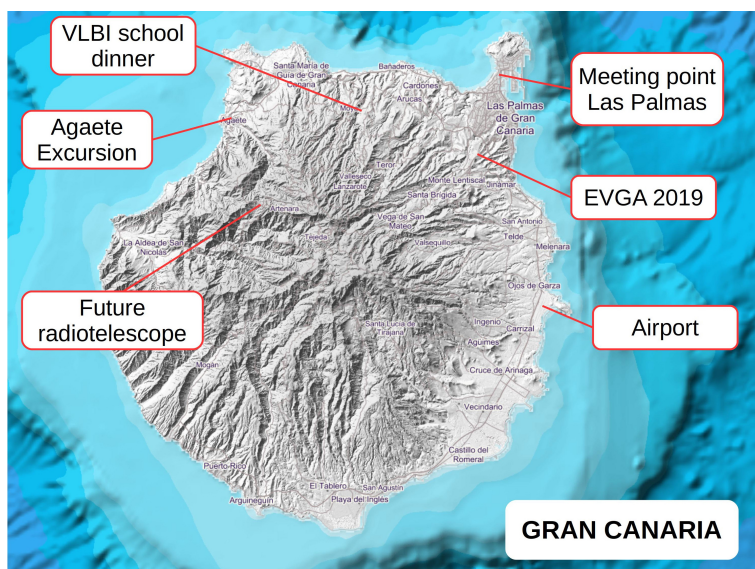 VLBI school
dinner
Meeting point
Las Palmas
Agaete
Excursion
EVGA 2019
Future
radiotelescope
Airport
GRAN CANARIA
Santa María de
Guía de Gran
Canaria
Bañaderos
Cardones
Arucas
Moya
Las Palmas
de Gran
Canaria
Agaete
Teror
Valleseco
Lanzarote
Monte Lentiscal
Jinámar
Santa Brígida
Artenara
Vega de San
Mateo
San Antonio
Telde
Tejeda
Valsequillo
Melenara
La Aldea de San
Nicolás
Ojos de Garza
Santa Lucía de
Tirajana
Ingenio
Carrizal
Agüimes
Mogán
Cruce de Arinaga
Vecindario
Castillo del
Romeral
Puerto Rico
El Tablero
San Agustín
Arguineguín
Playa del Inglés